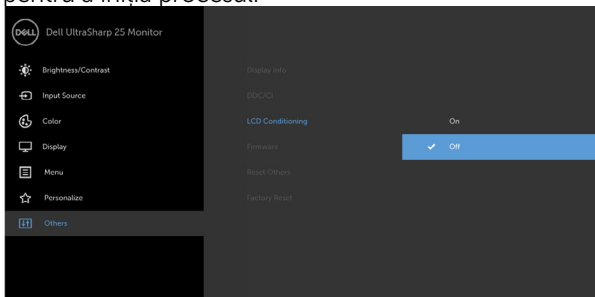 pentru a iniția procesul.
DELL Dell UltraSharp 25 Monitor
Brightness/Contrast
Display Info
Input Source
DDC/CI
Color
LCD Conditioning
On
Display
Firmware
Off
Menu
Reset Others
Personalize
Factory Reset
Others